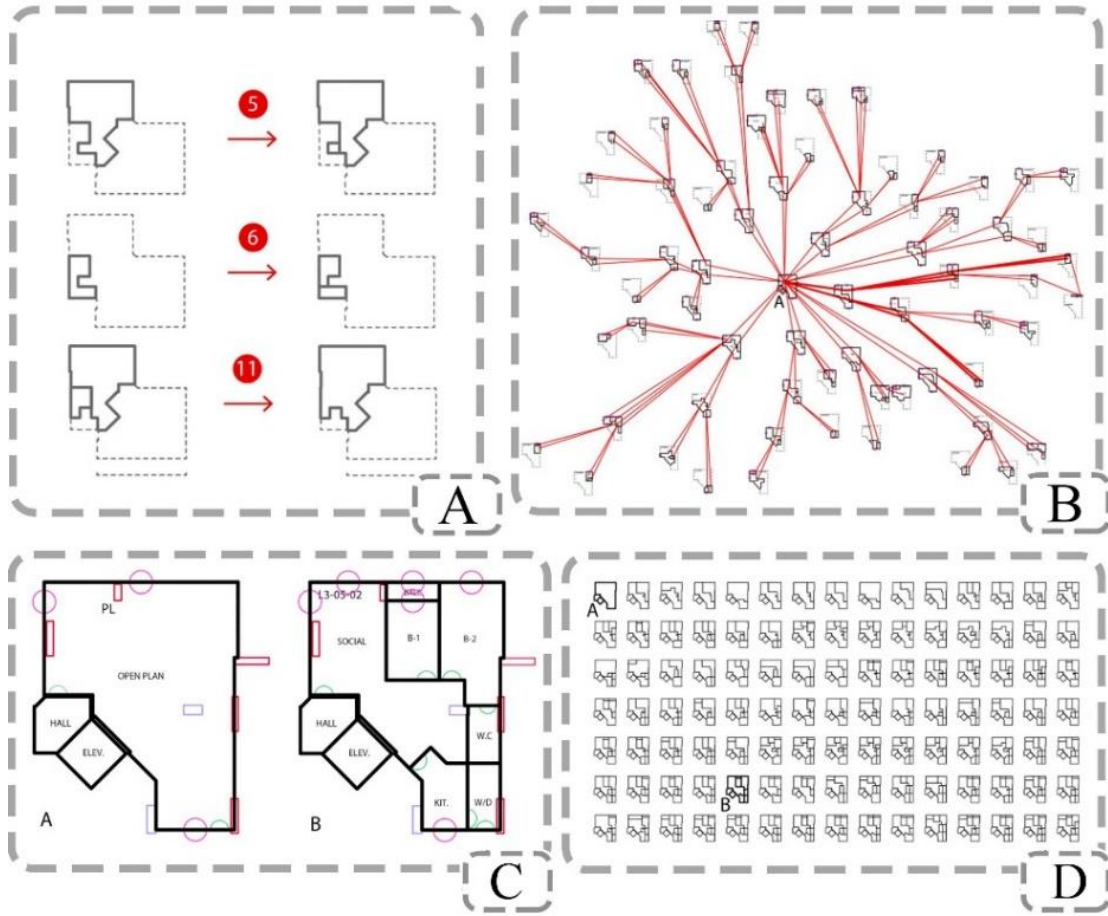 5
6
11
A
A
B
PL
OPEN PLAN
HALL
ELEV.
A
L3-05-02
SOCIAL
B-1
B-2
HALL
ELEV.
W.C
KIT.
W/D
B
C
A
B
D